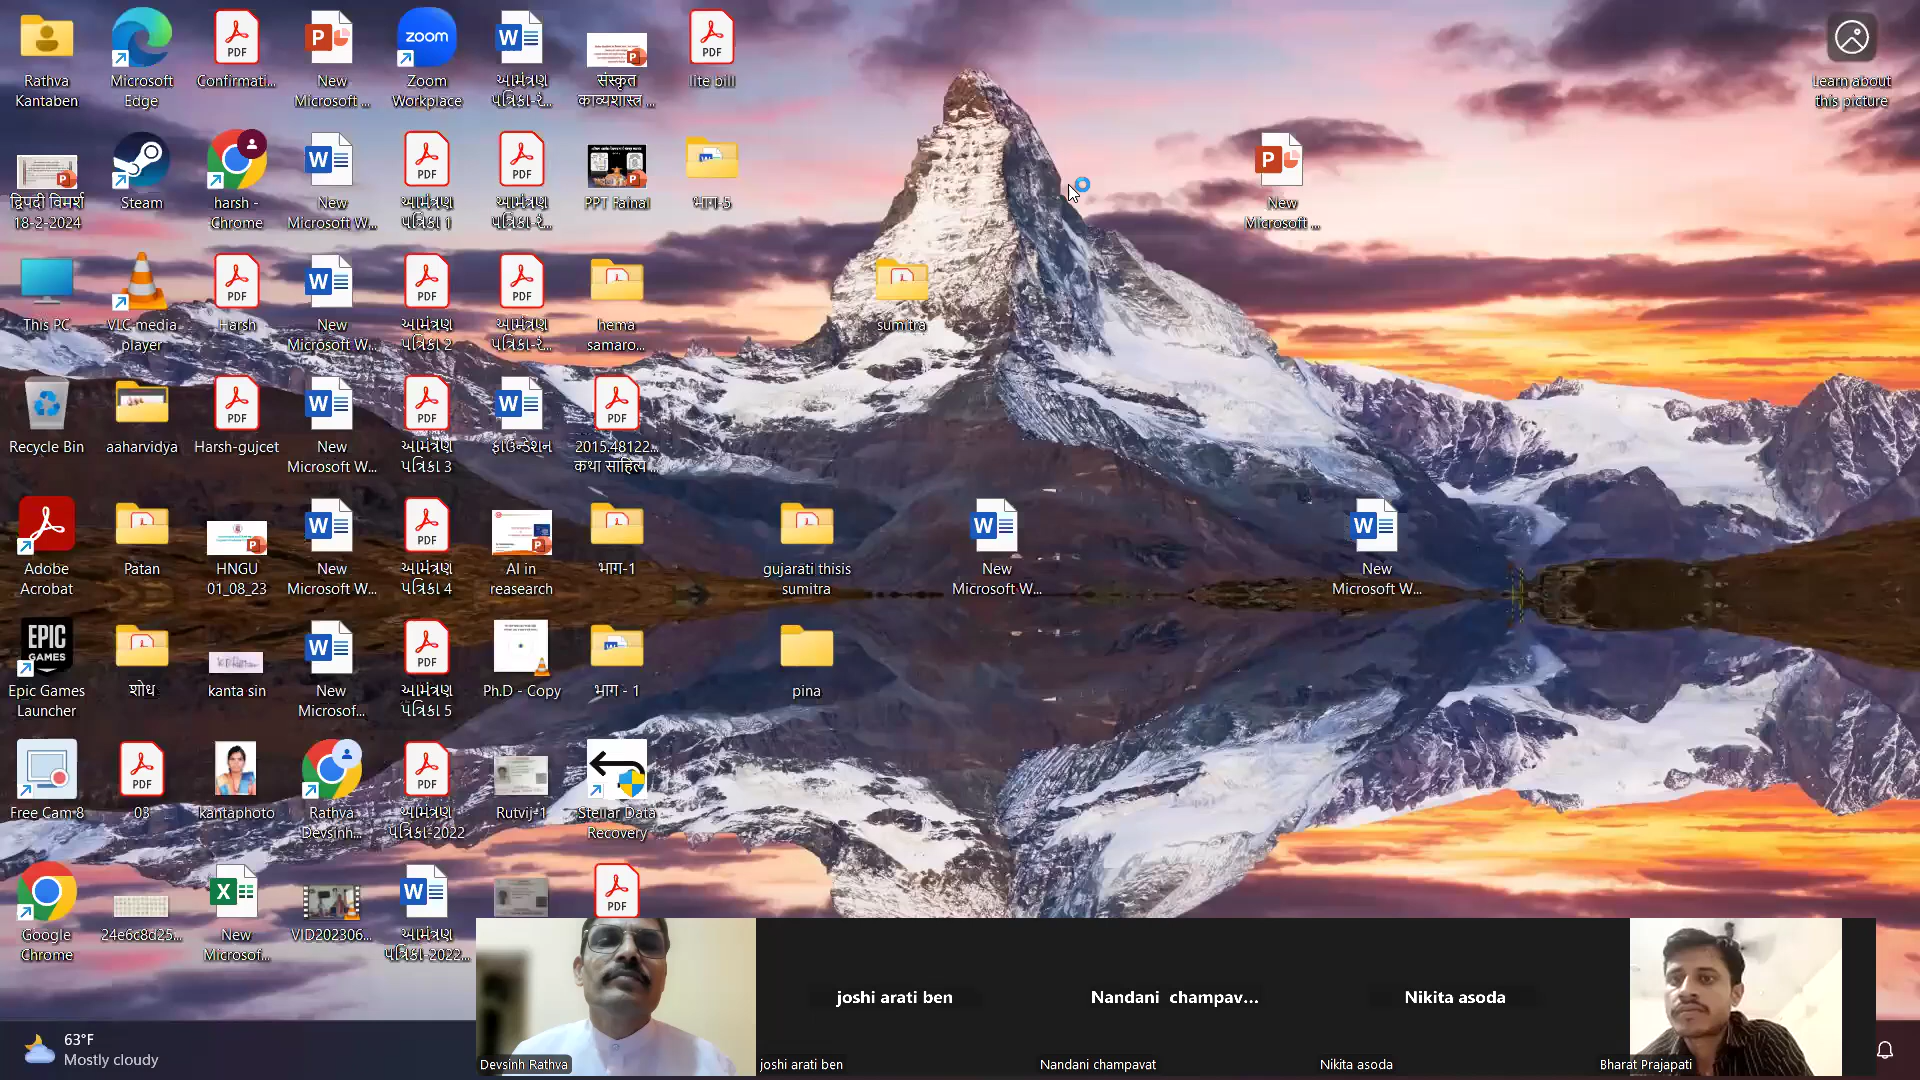 Rathva
Kantaben
Microsoft
Edge
Confirmati...
New
Microsoft ...
zoom
Zoom
Workplace
આમંત્રણ
પત્રિકા-૨...
संस्कृत
काव्यशास्त्र ...
lite bill
Learn about
this picture
द्विपदी विमर्श
18-2-2024
Steam
harsh -
Chrome
New
Microsoft W...
આમંત્રણ
પત્રિકા 1
આમંત્રણ
પત્રિકા-૨...
PPT Fainal
भाग-5
New
Microsoft ...
This PC
VLC media
player
Harsh
New
Microsoft W...
આમંત્રણ
પત્રિકા 2
આમંત્રણ
પત્રિકા-૨...
hema
samaro...
sumitra
Recycle Bin
aaharvidya
Harsh-gujcet
New
Microsoft W...
આમંત્રણ
પત્રિકા 3
ફાઉન્ડેશન
2015.48122...
कथा साहित्य...
Adobe
Acrobat
Patan
HNGU
01_08_23
New
Microsoft W...
આમંત્રણ
પત્રિકા 4
AI in
reasearch
भाग-1
gujarati thisis
sumitra
New
Microsoft W...
New
Microsoft W...
EPIC
GAMES
Epic Games
Launcher
शोध
kanta sin
New
Microsof...
આમંત્રણ
પત્રિકા 5
Ph.D - Copy
भाग - 1
pina
Free Cam 8
03
kantaphoto
Rathva
Devsinh...
આમંત્રણ
પત્રિકા-2022
Rutvij-1
Stellar Data
Recovery
Google
Chrome
24e6c8d25...
New
Microsof...
VID202306...
આમંત્રણ
પત્રિકા-2022...
63°F
Mostly cloudy
joshi arati ben
Nandani champav...
Nikita asoda
Devsinh Rathva
joshi arati ben
Nandani champavat
Nikita asoda
Bharat Prajapati